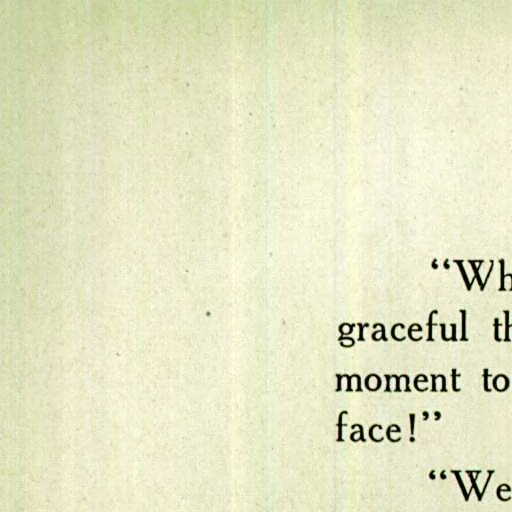 “Wh
graceful th
moment to
face!”
“We